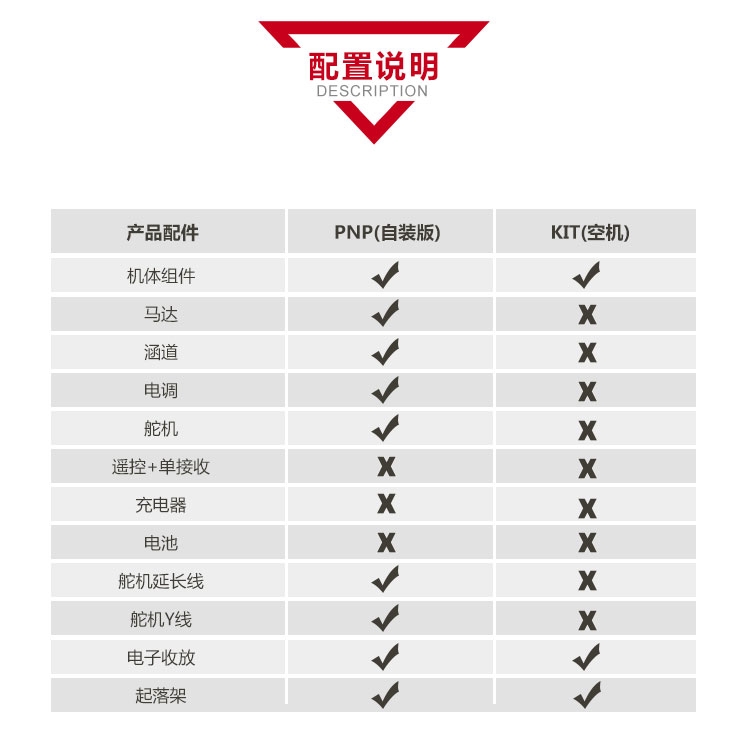 配置说明
DESCRIPTION
产品配件 PNP(自装版) KIT(空机)
机体组件 ✔ ✔
马达 ✔ ✘
涵道 ✔ ✘
电调 ✔ ✘
舵机 ✔ ✘
遥控+单接收 ✘ ✘
充电器 ✘ ✘
电池 ✘ ✘
舵机延长线 ✔ ✘
舵机Y线 ✔ ✘
电子收放 ✔ ✔
起落架 ✔ ✔